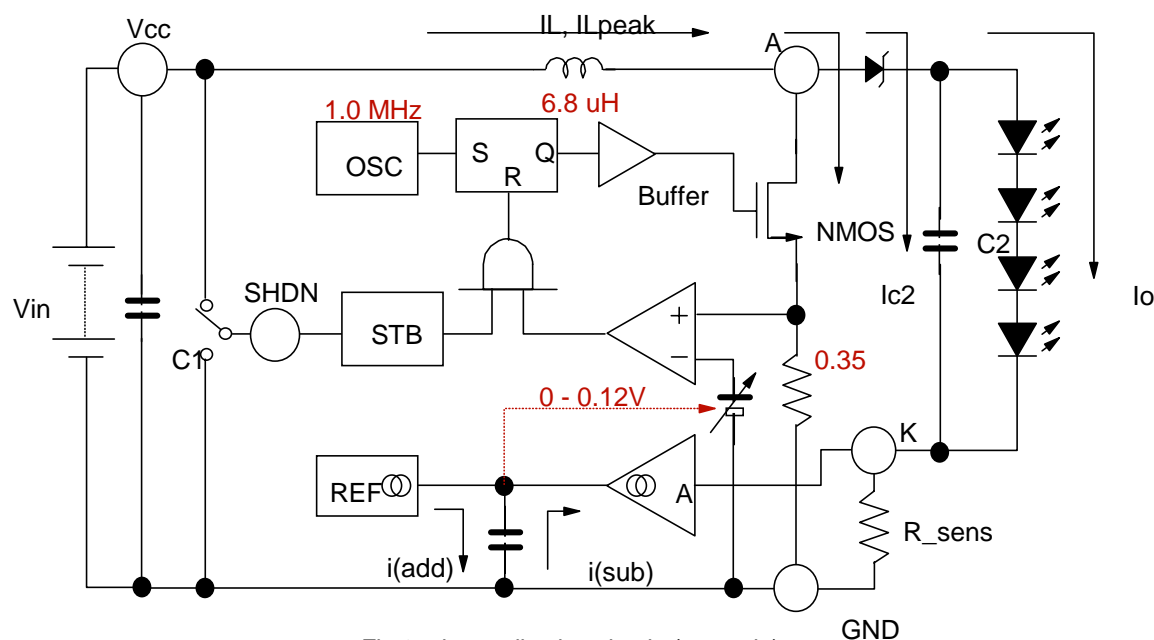 Vcc
IL, ILpeak
A
1.0 MHz
6.8 uH
OSC
S
Q
R
Buffer
NMOS
C2
Vin
SHDN
Ic2
Io
STB
+
C1
−
0.35
0 - 0.12V
K
REF
A
R_sens
i(add)
i(sub)
GND